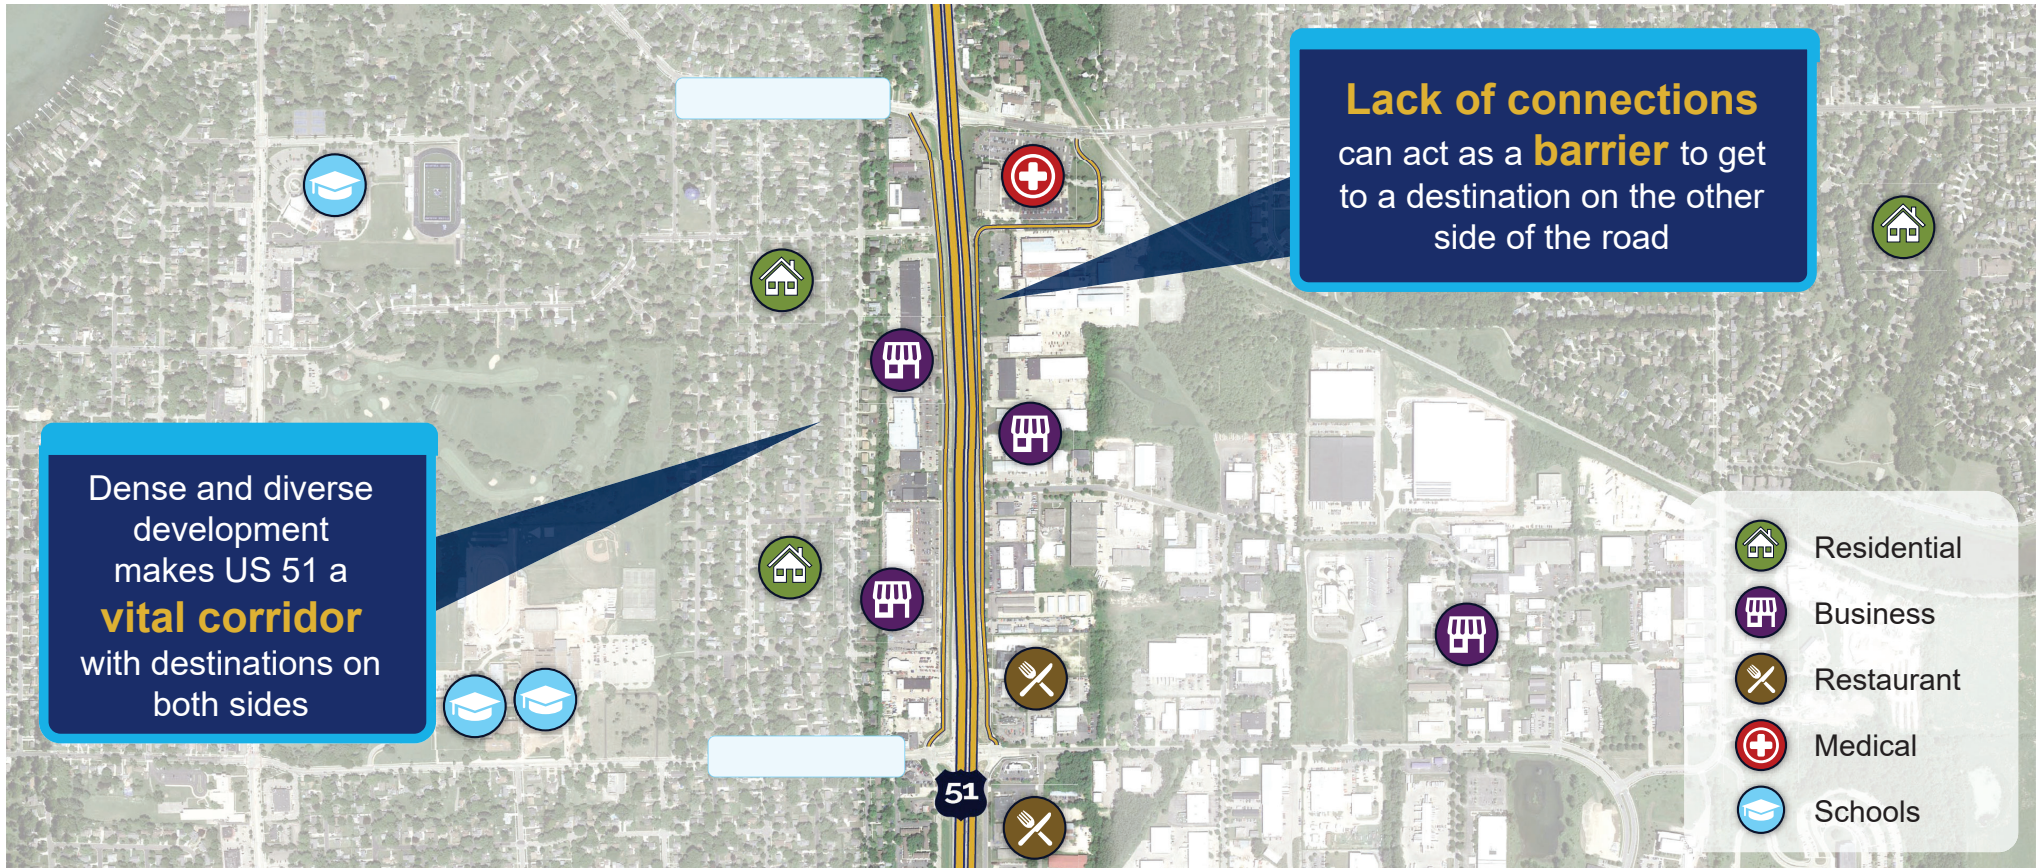 Lack of connections
can act as a barrier to get
to a destination on the other
side of the road
Dense and diverse
development
makes US 51 a
vital corridor
with destinations on
both sides
51
Residential
Business
Restaurant
Medical
Schools